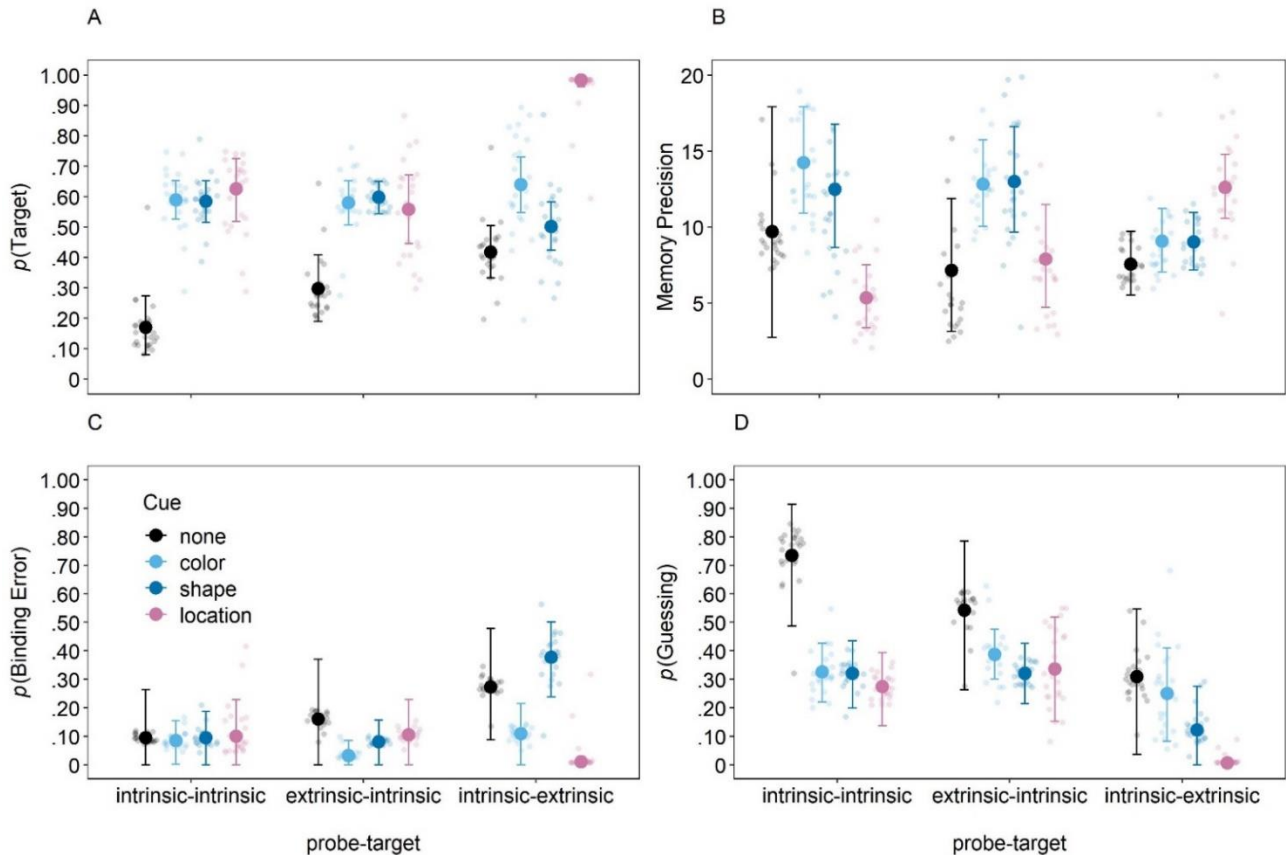 A
p(Target)
1.00
.90
.80
.70
.60
.50
.40
.30
.20
.10
0
B
Memory Precision
20
15
10
5
0
C
p(Binding Error)
1.00
.90
.80
.70
.60
.50
.40
.30
.20
.10
0
Cue
none
color
shape
location
intrinsic-intrinsic
extrinsic-intrinsic
intrinsic-extrinsic
probe-target
D
p(Guessing)
1.00
.90
.80
.70
.60
.50
.40
.30
.20
.10
0
intrinsic-intrinsic
extrinsic-intrinsic
intrinsic-extrinsic
probe-target